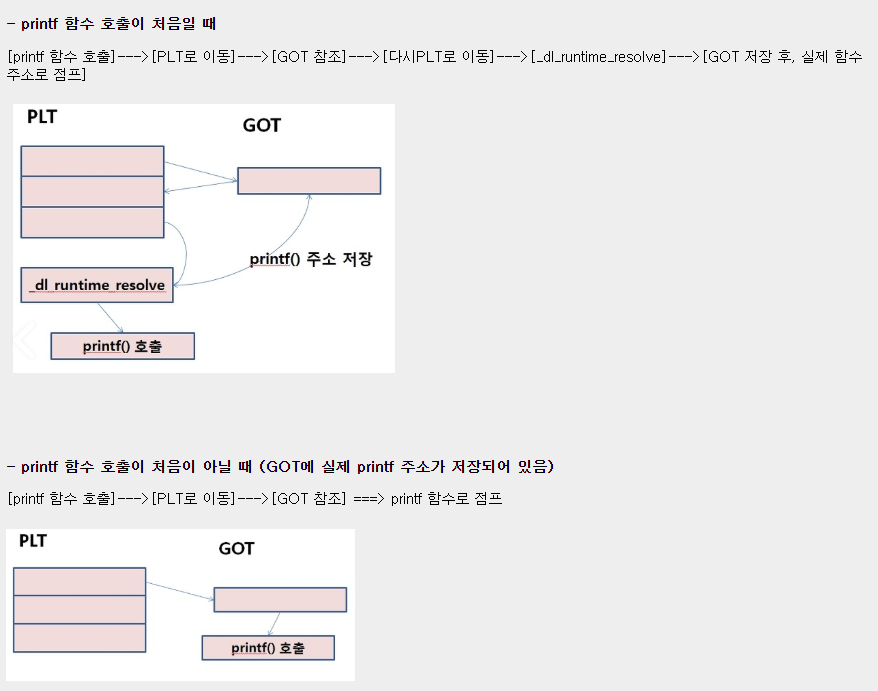 - printf 함수 호출이 처음일 때
[printf 함수 호출]--->[PLT로 이동]--->[GOT 참조]--->[다시PLT로 이동]--->[_dl_runtime_resolve]--->[GOT 저장 후, 실제 함수
주소로 점프]
PLT
GOT
printf() 주소 저장
_dl_runtime_resolve
printf() 호출
- printf 함수 호출이 처음이 아닐 때 (GOT에 실제 printf 주소가 저장되어 있음)
[printf 함수 호출]--->[PLT로 이동]--->[GOT 참조] ===> printf 함수로 점프
PLT
GOT
printf() 호출